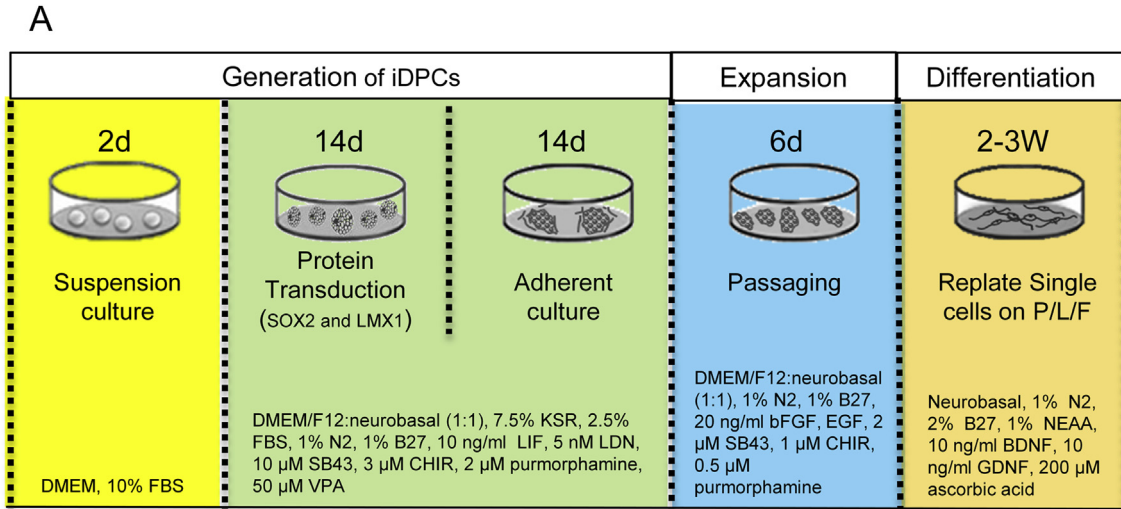 A
Generation of iDPCs
Expansion
Differentiation
2d
14d
14d
6d
2-3W
Suspension
culture
Protein
Transduction
(SOX2 and LMX1)
Adherent
culture
Passaging
Replate Single
cells on P/L/F
DMEM, 10% FBS
DMEM/F12:neurobasal (1:1), 7.5% KSR, 2.5%
FBS, 1% N2, 1% B27, 10 ng/ml LIF, 5 nM LDN,
10 µM SB43, 3 µM CHIR, 2 µM purmorphamine,
50 µM VPA
DMEM/F12:neurobasal
(1:1), 1% N2, 1% B27,
20 ng/ml bFGF, EGF, 2
µM SB43, 1 µM CHIR,
0.5 µM
purmorphamine
Neurobasal, 1% N2,
2% B27, 1% NEAA,
10 ng/ml BDNF, 10
ng/ml GDNF, 200 µM
ascorbic acid